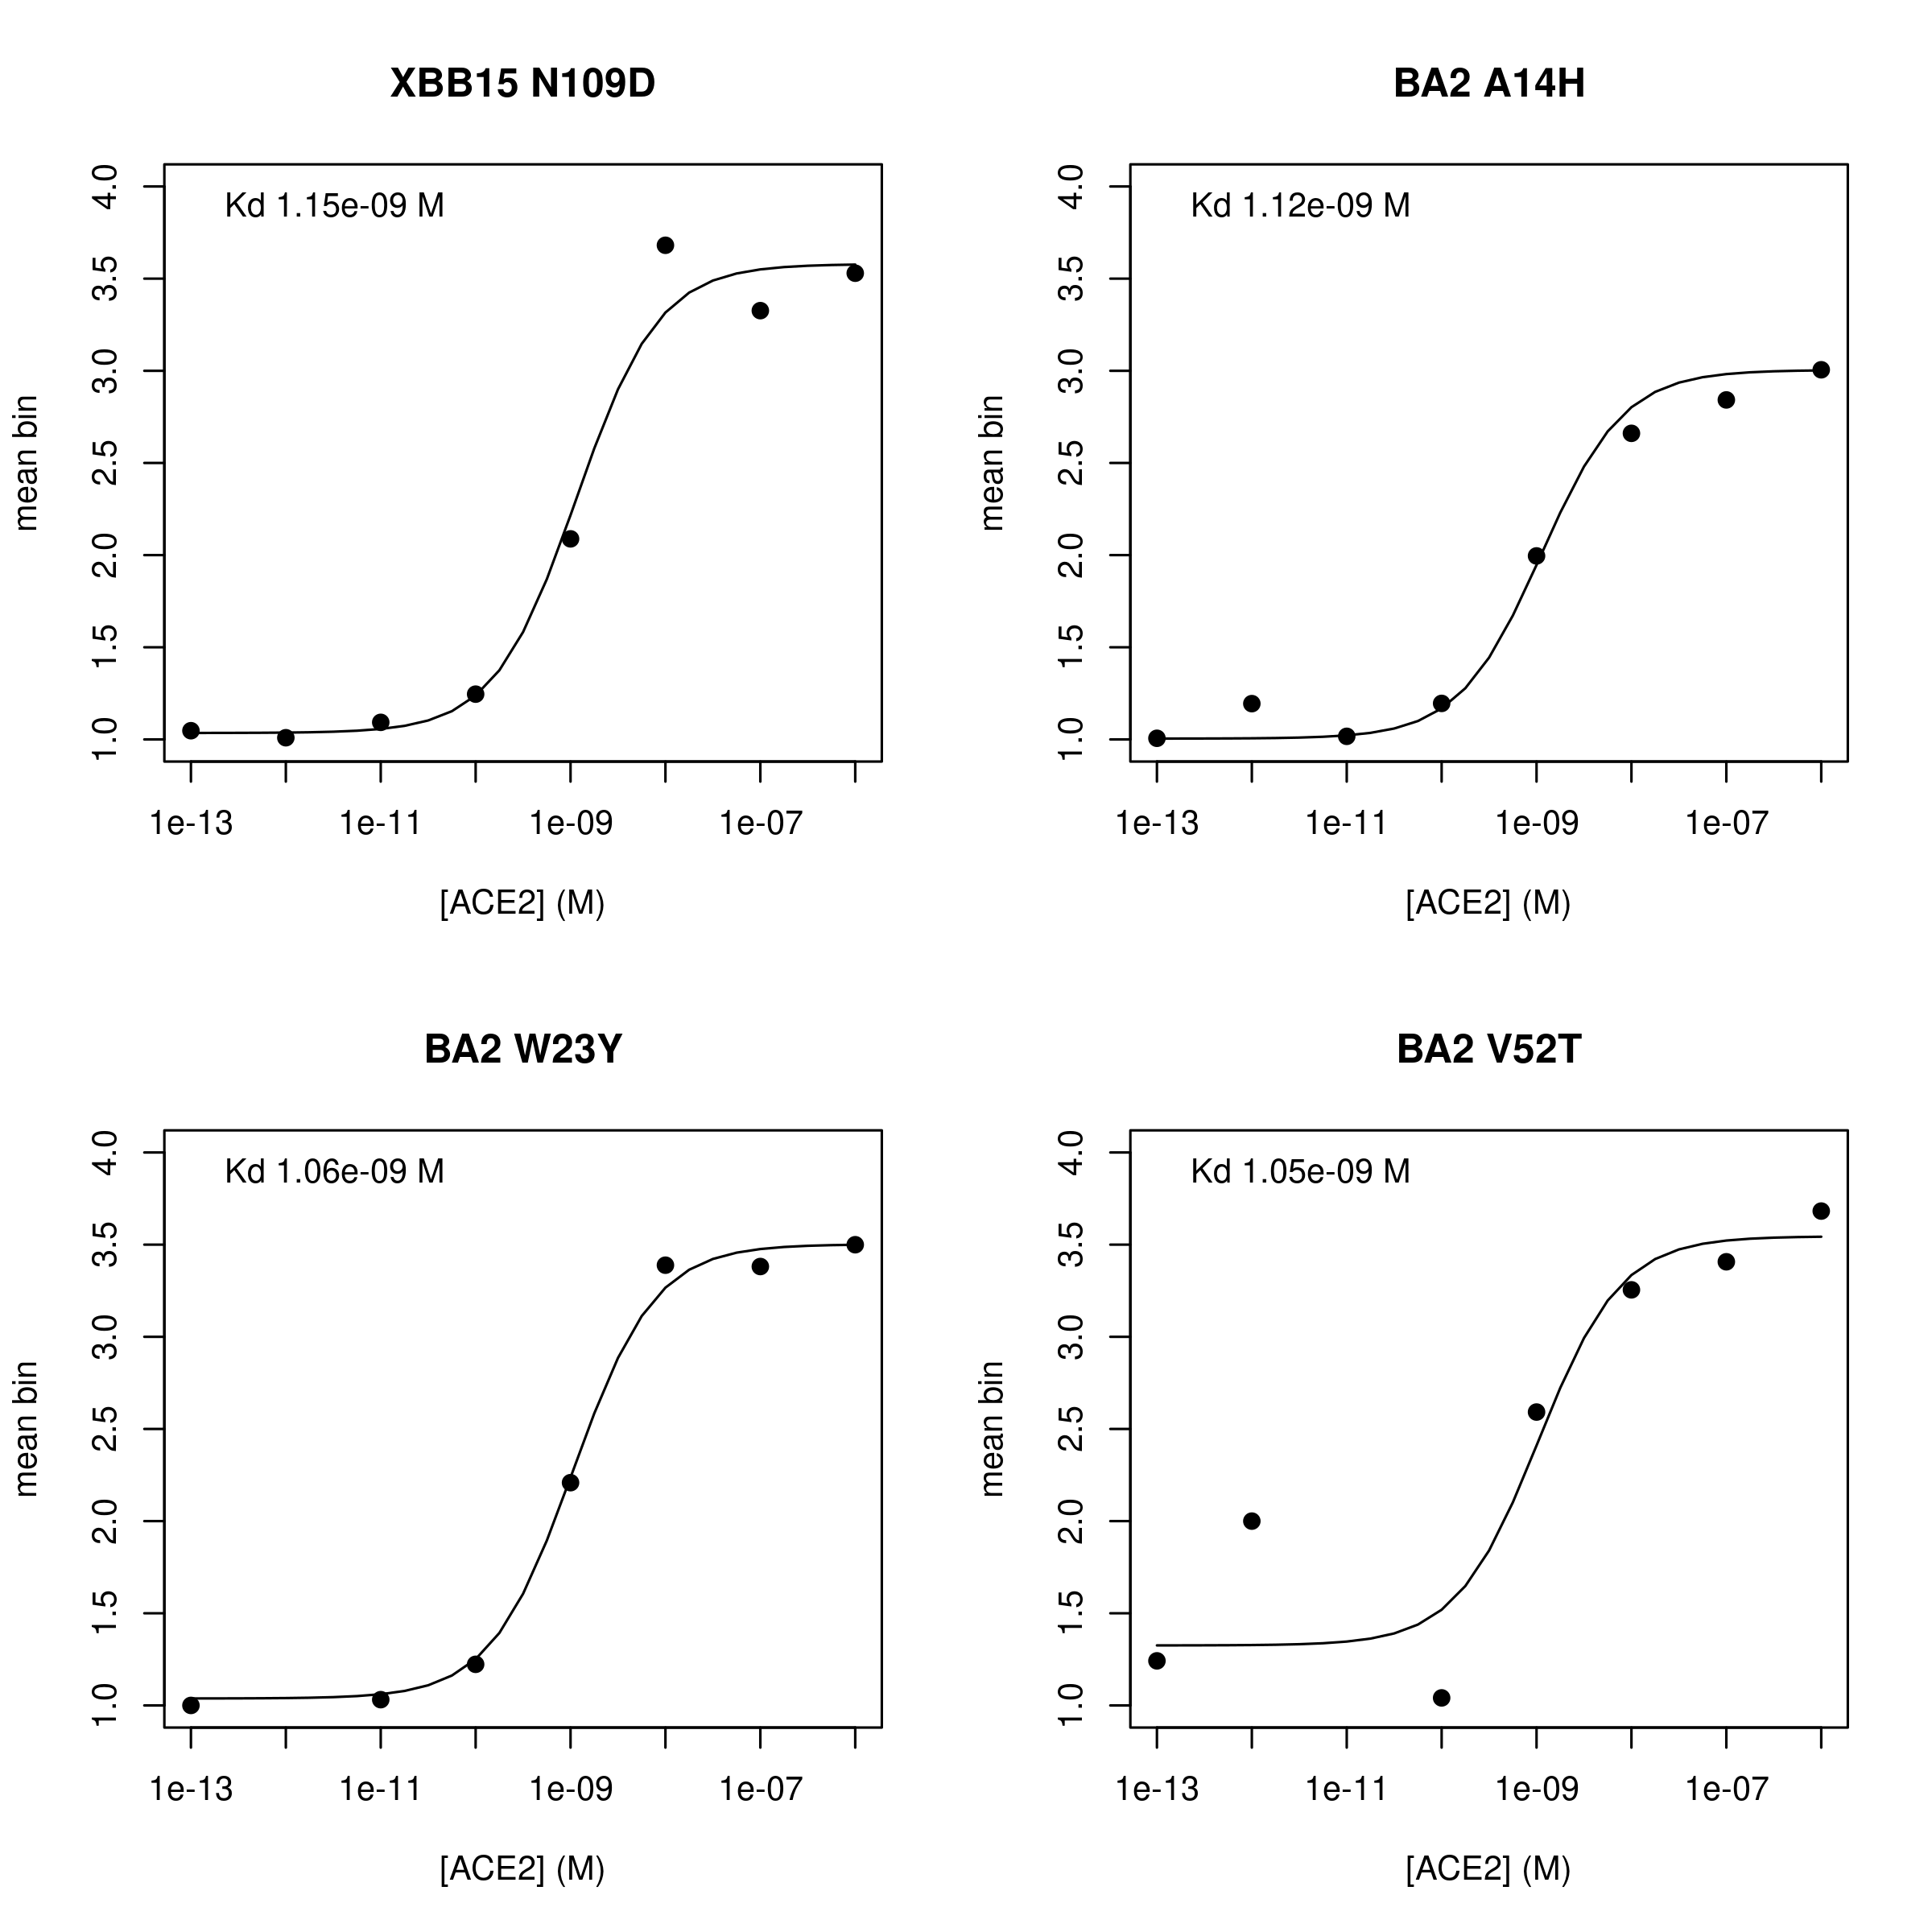 XBB15 N109D
Kd 1.15e-09 M
mean bin
4.0
3.5
3.0
2.5
2.0
1.5
1.0
1e-13 1e-11 1e-09 1e-07
[ACE2] (M)
BA2 A14H
Kd 1.12e-09 M
mean bin
4.0
3.5
3.0
2.5
2.0
1.5
1.0
1e-13 1e-11 1e-09 1e-07
[ACE2] (M)
BA2 W23Y
Kd 1.06e-09 M
mean bin
4.0
3.5
3.0
2.5
2.0
1.5
1.0
1e-13 1e-11 1e-09 1e-07
[ACE2] (M)
BA2 V52T
Kd 1.05e-09 M
mean bin
4.0
3.5
3.0
2.5
2.0
1.5
1.0
1e-13 1e-11 1e-09 1e-07
[ACE2] (M)